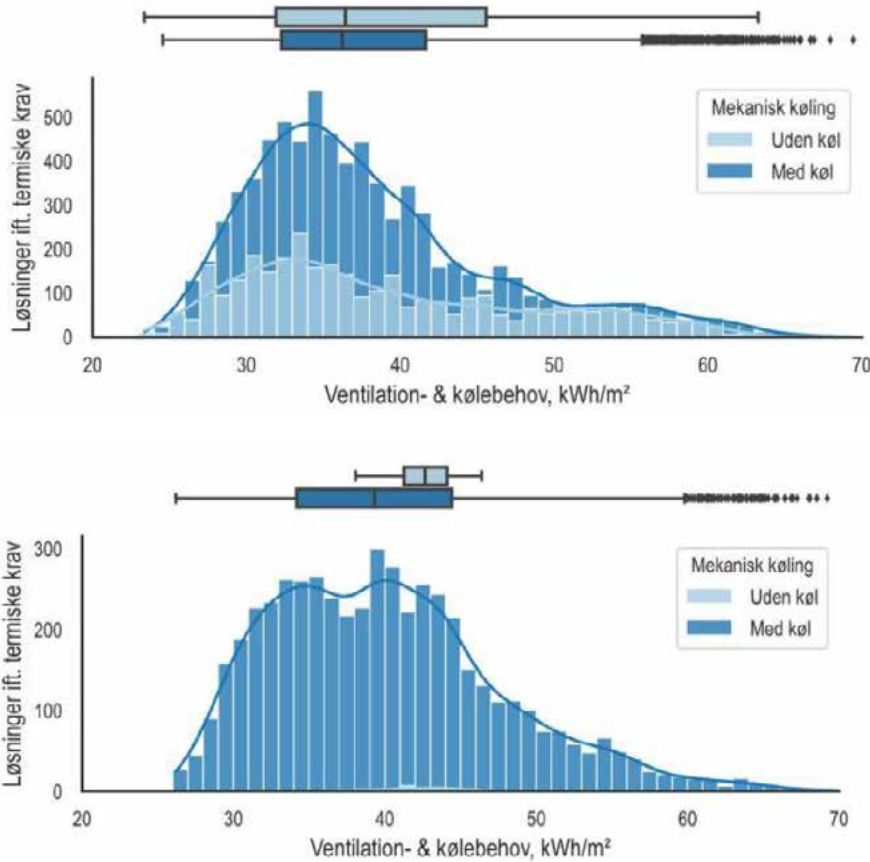 Løsninger ift. termiske krav
500
400
300
200
100
0
Mekanisk køling
Uden køl
Med køl
20 30 40 50 60 70
Ventilation- & kølebehov, kWh/m²
Løsninger ift. termiske krav
300
200
100
0
Mekanisk køling
Uden køl
Med køl
20 30 40 50 60 70
Ventilation- & kølebehov, kWh/m²